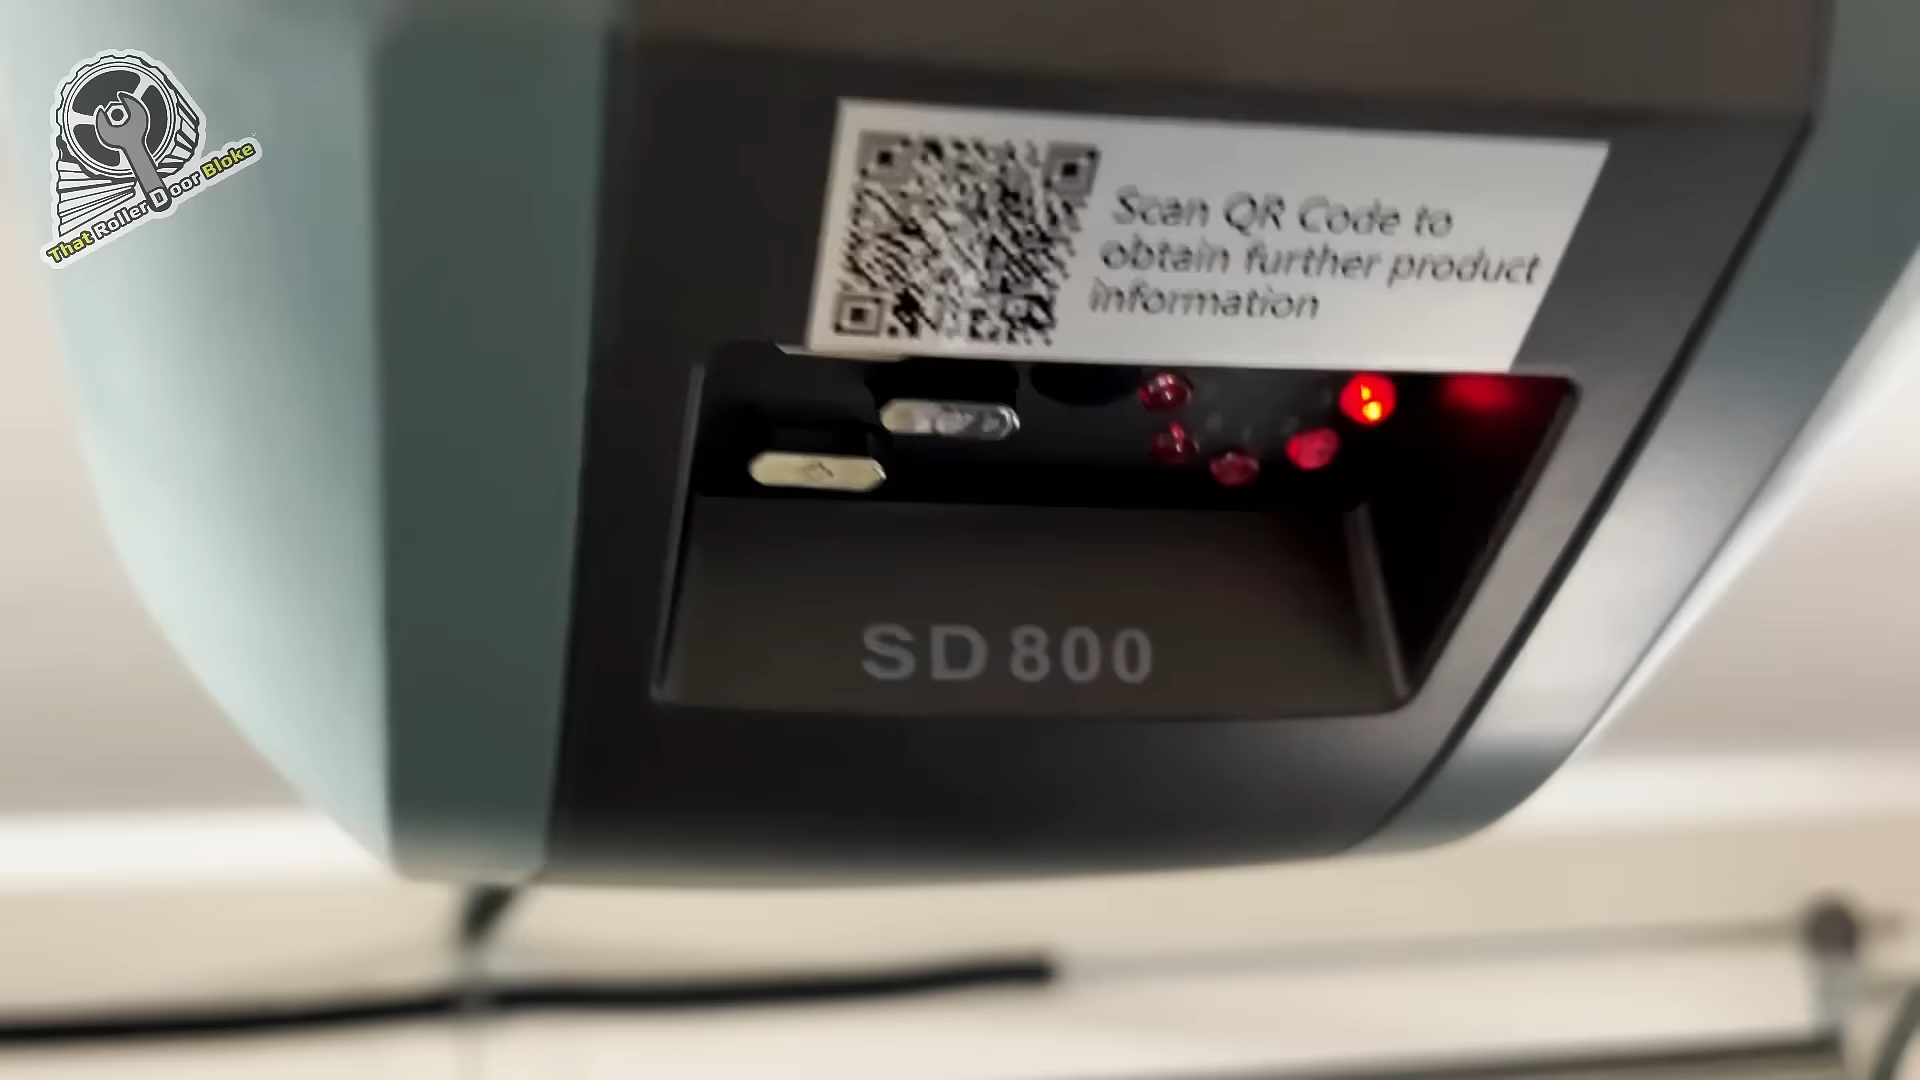 That Roller Door Bloke
Scan QR Code to
obtain further product
information
SD 800